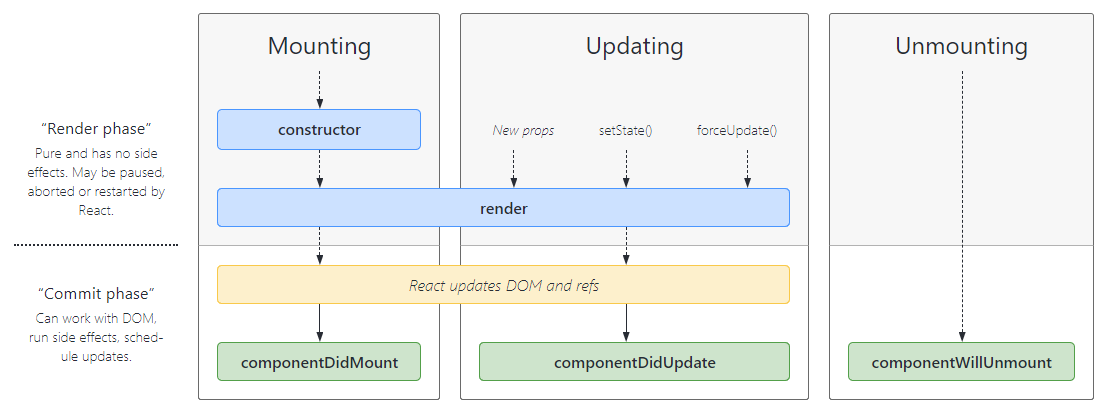 Mounting
Updating
Unmounting
“Render phase”
Pure and has no side
effects. May be paused,
aborted or restarted by
React.
constructor
New props
setState()
forceUpdate()
render
“Commit phase”
Can work with DOM,
run side effects, sched-
ule updates.
React updates DOM and refs
componentDidMount
componentDidUpdate
componentWillUnmount